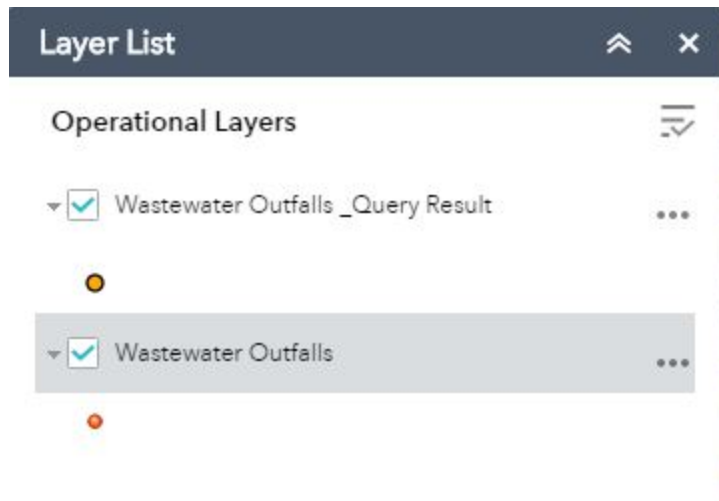 Layer List
Operational Layers
Wastewater Outfalls _Query Result
Wastewater Outfalls